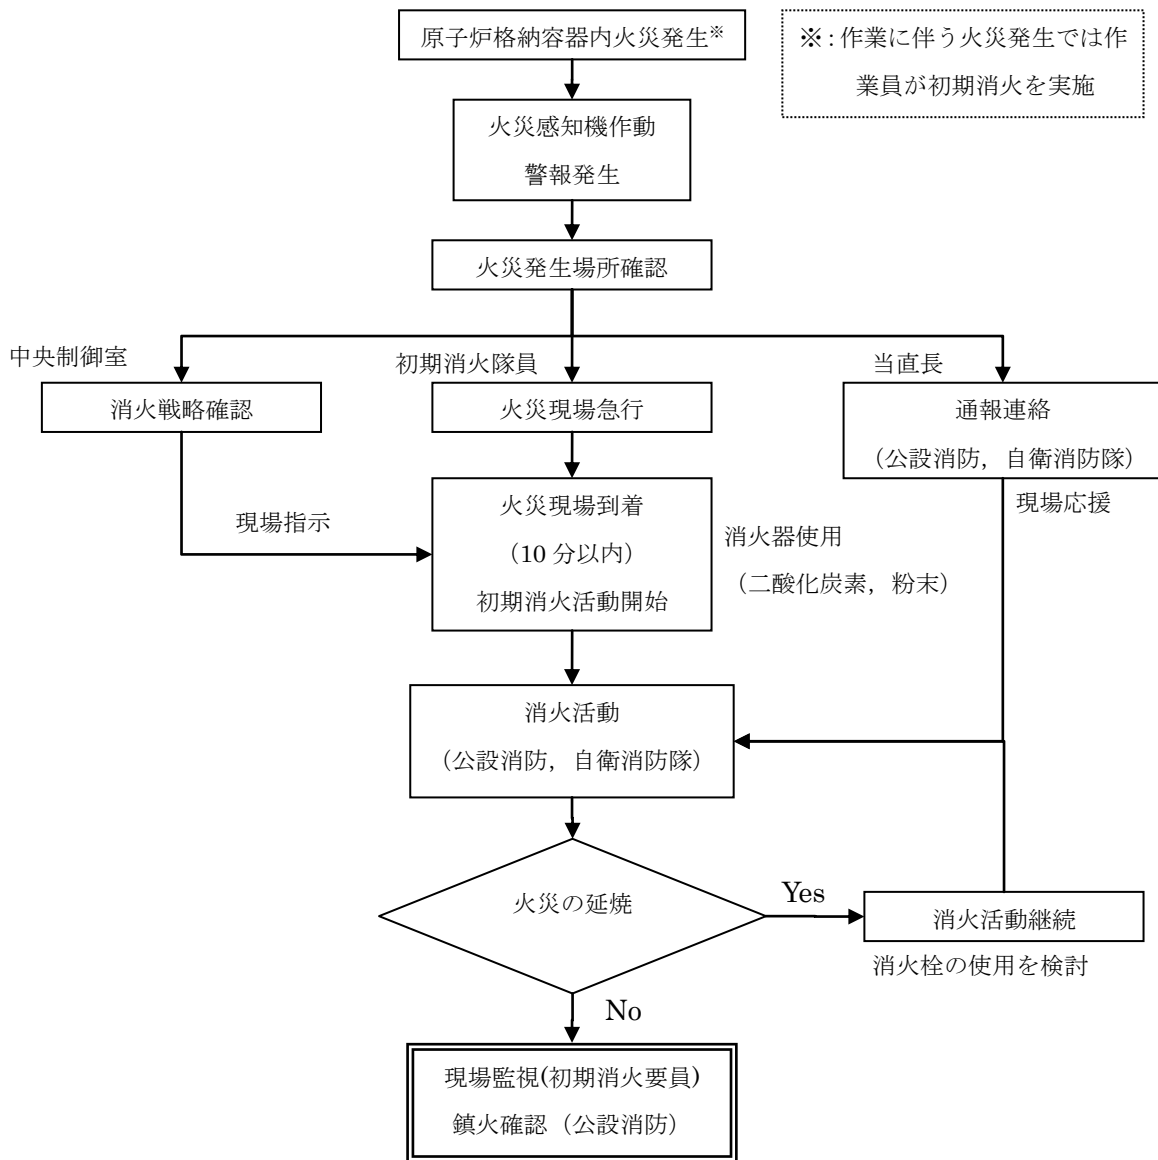 原子炉格納容器内火災発生※
※：作業に伴う火災発生では作
業員が初期消火を実施
火災感知機作動
警報発生
火災発生場所確認
中央制御室
消火戦略確認
初期消火隊員
火災現場急行
当直長
通報連絡
（公設消防，自衛消防隊）
現場指示
火災現場到着
（10 分以内）
初期消火活動開始
消火器使用
（二酸化炭素，粉末）
現場応援
消火活動
（公設消防，自衛消防隊）
火災の延焼
Yes
消火活動継続
消火栓の使用を検討
No
現場監視(初期消火要員)
鎮火確認（公設消防）